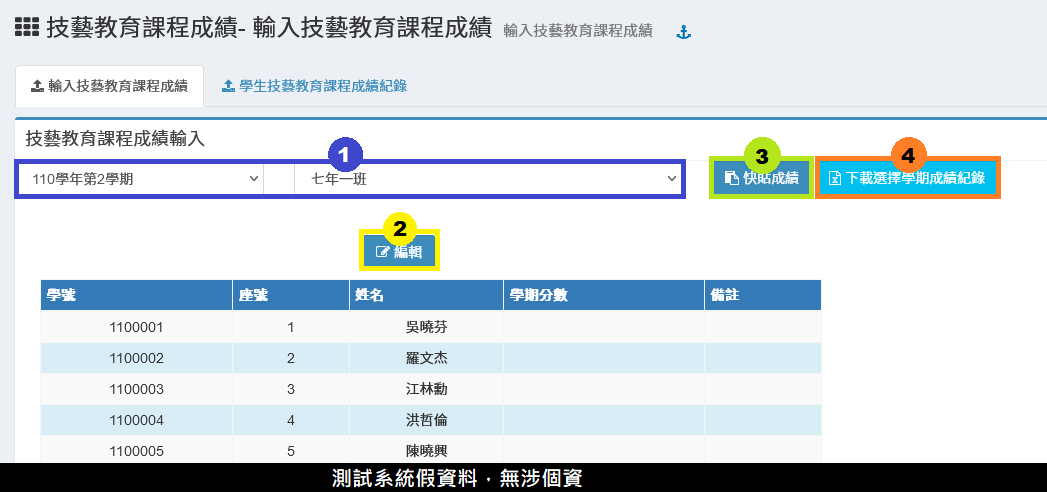 技藝教育課程成績- 輸入技藝教育課程成績 輸入技藝教育課程成績
輸入技藝教育課程成績 學生技藝教育課程成績紀錄
技藝教育課程成績輸入
1 3 4
110學年第2學期 七年一班 快貼成績 下載選擇學期成績紀錄
2
編輯
學號 座號 姓名 學期分數 備註
1100001 1 吳曉芬
1100002 2 羅文杰
1100003 3 江林勳
1100004 4 洪哲倫
1100005 5 陳曉興
測試系統假資料，無涉個資